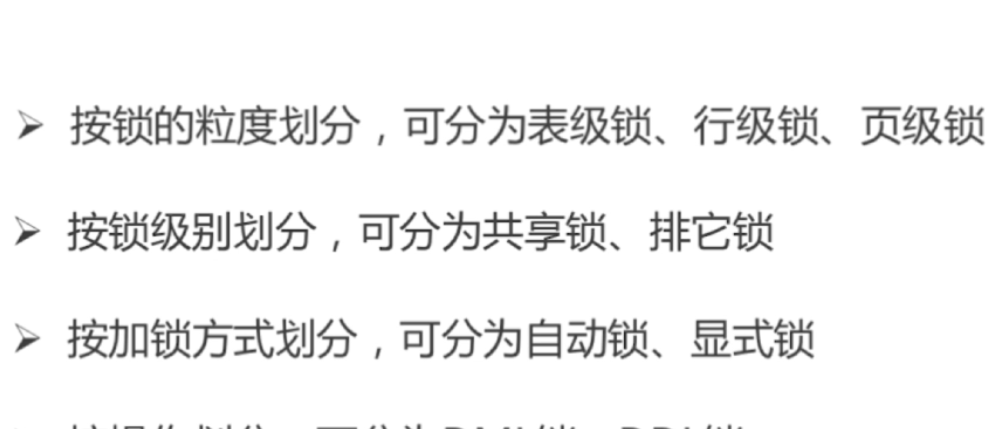 ➢ 按锁的粒度划分，可分为表级锁、行级锁、页级锁
➢ 按锁级别划分，可分为共享锁、排它锁
➢ 按加锁方式划分，可分为自动锁、显式锁